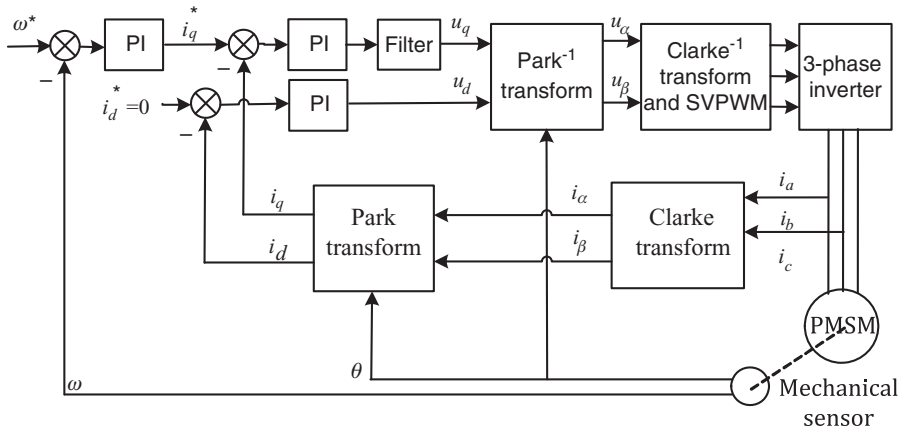 ω*
PI
i*q
PI
Filter
uq
Park-1
transform
uα
Clarke-1
transform
and SVPWM
3-phase
inverter
−
−
i*d =0
PI
ud
uβ
−
iq
Park
transform
iα
Clarke
transform
ia
id
iβ
ib
ic
PMSM
θ
ω
Mechanical
sensor